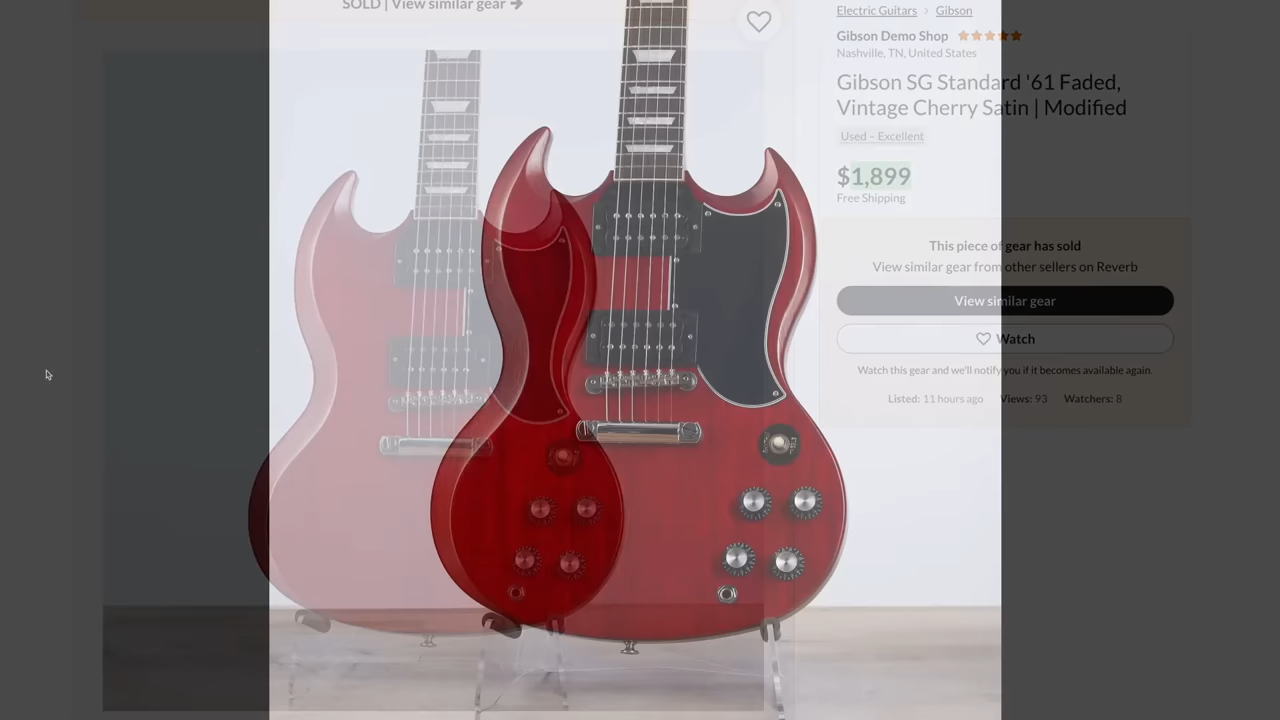 SOLD | View similar gear →
Electric Guitars > Gibson
Gibson Demo Shop
Nashville, TN, United States
Gibson SG Standard '61 Faded,
Vintage Cherry Satin | Modified
Used – Excellent
$1,899
Free Shipping
This piece of gear has sold
View similar gear from other sellers on Reverb
View similar gear
Watch
Watch this gear and we'll notify you if it becomes available again.
Listed: 11 hours ago Views: 93 Watchers: 8